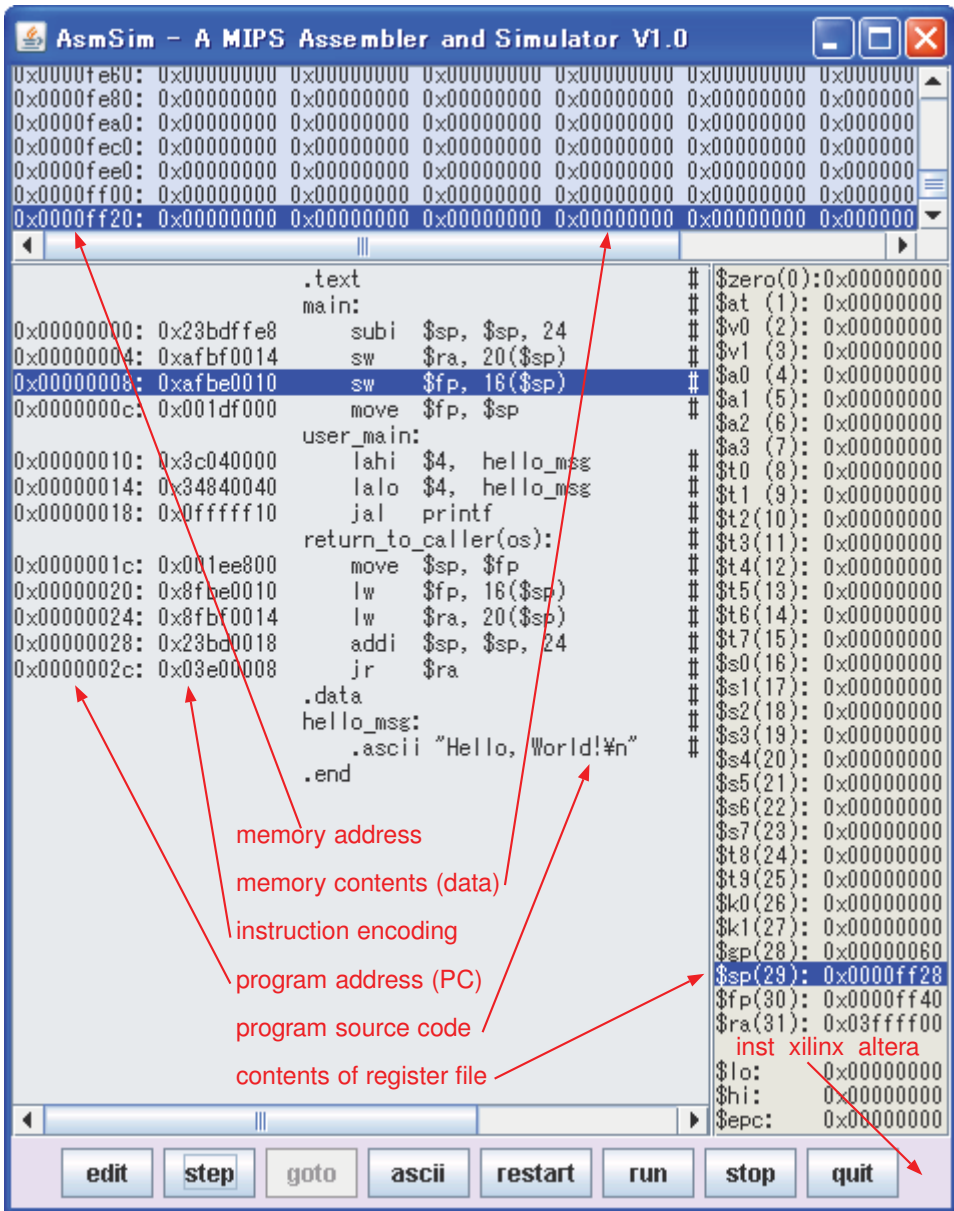 AsmSim - A MIPS Assembler and Simulator V1.0
0x0000fe60: 0x00000000 0x00000000 0x00000000 0x00000000 0x00000000 0x000000
0x0000fe80: 0x00000000 0x00000000 0x00000000 0x00000000 0x00000000 0x000000
0x0000fea0: 0x00000000 0x00000000 0x00000000 0x00000000 0x00000000 0x000000
0x0000fec0: 0x00000000 0x00000000 0x00000000 0x00000000 0x00000000 0x000000
0x0000fee0: 0x00000000 0x00000000 0x00000000 0x00000000 0x00000000 0x000000
0x0000ff00: 0x00000000 0x00000000 0x00000000 0x00000000 0x00000000 0x000000
0x0000ff20: 0x00000000 0x00000000 0x00000000 0x00000000 0x00000000 0x000000
.text #
main: #
0x00000000: 0x23bdffe8 subi $sp, $sp, 24 #
0x00000004: 0xafbf0014 sw $ra, 20($sp) #
0x00000008: 0xafbe0010 sw $fp, 16($sp) #
0x0000000c: 0x001df000 move $fp, $sp #
user_main:
0x00000010: 0x3c040000 lahi $4, hello_msg #
0x00000014: 0x34840040 lalo $4, hello_msg #
0x00000018: 0x0fffff10 jal printf #
return_to_caller(os): #
0x0000001c: 0x001ee800 move $sp, $fp #
0x00000020: 0x8fbe0010 lw $fp, 16($sp) #
0x00000024: 0x8fbf0014 lw $ra, 20($sp) #
0x00000028: 0x23bd0018 addi $sp, $sp, 24 #
0x0000002c: 0x03e00008 jr $ra #
.data #
hello_msg: #
.ascii "Hello, World!¥n" #
.end
memory address
memory contents (data)
instruction encoding
program address (PC)
program source code
contents of register file
$zero(0):0x00000000
$at (1): 0x00000000
$v0 (2): 0x00000000
$v1 (3): 0x00000000
$a0 (4): 0x00000000
$a1 (5): 0x00000000
$a2 (6): 0x00000000
$a3 (7): 0x00000000
$t0 (8): 0x00000000
$t1 (9): 0x00000000
$t2(10): 0x00000000
$t3(11): 0x00000000
$t4(12): 0x00000000
$t5(13): 0x00000000
$t6(14): 0x00000000
$t7(15): 0x00000000
$s0(16): 0x00000000
$s1(17): 0x00000000
$s2(18): 0x00000000
$s3(19): 0x00000000
$s4(20): 0x00000000
$s5(21): 0x00000000
$s6(22): 0x00000000
$s7(23): 0x00000000
$t8(24): 0x00000000
$t9(25): 0x00000000
$k0(26): 0x00000000
$k1(27): 0x00000000
$gp(28): 0x00000060
$sp(29): 0x0000ff28
$fp(30): 0x0000ff40
$ra(31): 0x03ffff00
inst xilinx altera
$lo: 0x00000000
$hi: 0x00000000
$epc: 0x00000000
edit step goto ascii restart run stop quit